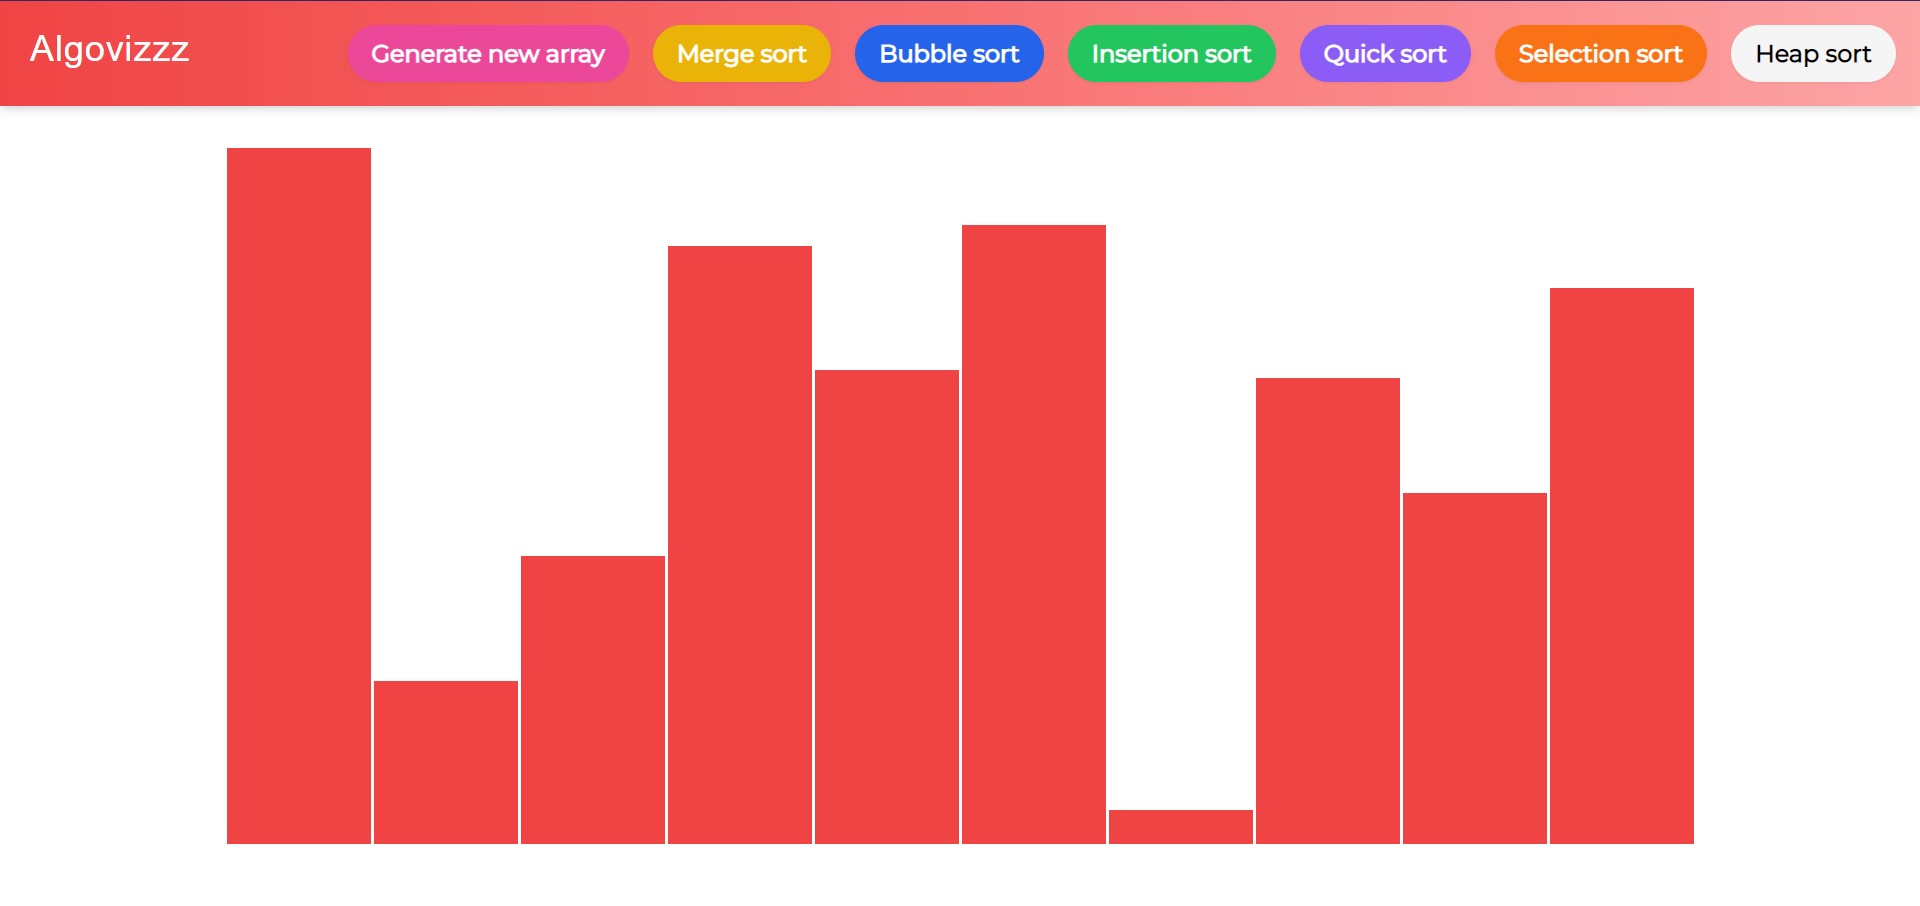 Algovizzz
Generate new array
Merge sort
Bubble sort
Insertion sort
Quick sort
Selection sort
Heap sort